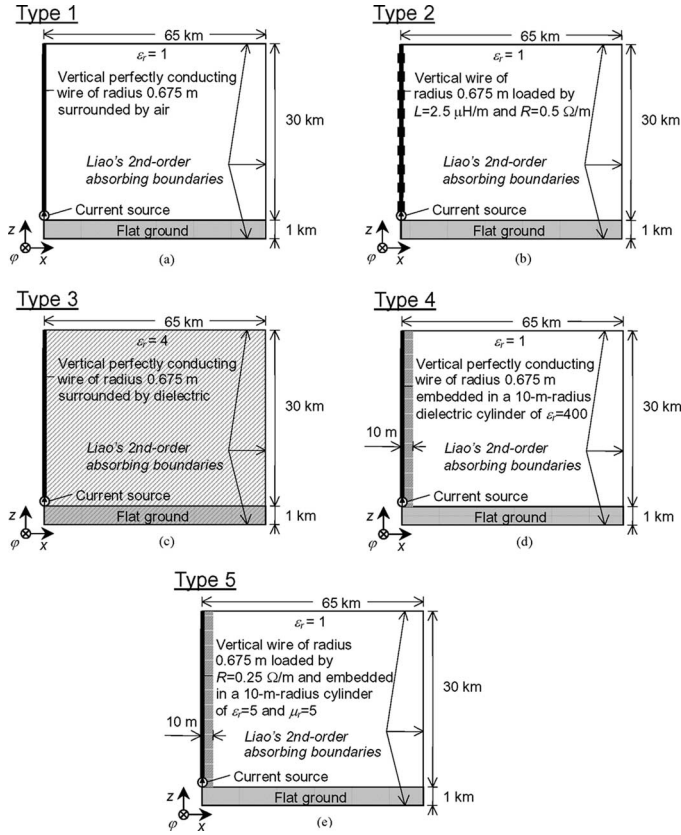 Type 1
65 km
εr = 1
Vertical perfectly conducting
wire of radius 0.675 m
surrounded by air
30 km
Liao's 2nd-order
absorbing boundaries
Current source
Flat ground
1 km
z
φ
x
(a)
Type 2
65 km
εr = 1
Vertical wire of
radius 0.675 m loaded by
L=2.5 μH/m and R=0.5 Ω/m
30 km
Liao's 2nd-order
absorbing boundaries
Current source
Flat ground
1 km
z
φ
x
(b)
Type 3
65 km
εr = 4
Vertical perfectly conducting
wire of radius 0.675 m
surrounded by dielectric
30 km
Liao's 2nd-order
absorbing boundaries
Current source
Flat ground
1 km
z
φ
x
(c)
Type 4
65 km
εr = 1
Vertical perfectly conducting
wire of radius 0.675 m
embedded in a 10-m-radius
dielectric cylinder of εr=400
10 m
30 km
Liao's 2nd-order
absorbing boundaries
Current source
Flat ground
1 km
z
φ
x
(d)
Type 5
65 km
εr = 1
Vertical wire of radius
0.675 m loaded by
R=0.25 Ω/m and embedded
in a 10-m-radius cylinder
of εr=5 and μr=5
10 m
30 km
Liao's 2nd-order
absorbing boundaries
Current source
Flat ground
1 km
z
φ
x
(e)